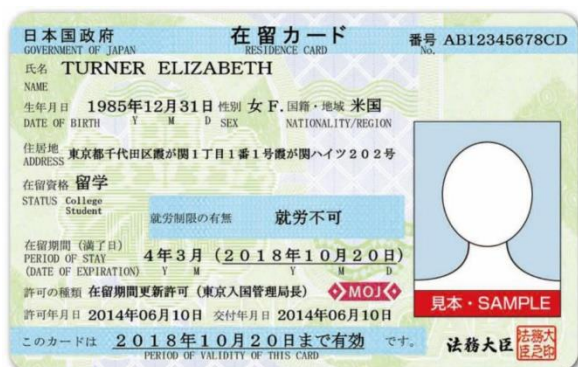 日本国政府 在留カード 番号 AB12345678CD
GOVERNMENT OF JAPAN RESIDENCE CARD No.
氏名 TURNER ELIZABETH
NAME
生年月日 1985年12月31日 性別 女 F. 国籍・地域 米国
DATE OF BIRTH Y M D SEX NATIONALITY/REGION
住居地 東京都千代田区霞が関1丁目1番1号霞が関ハイツ202号
ADDRESS
在留資格 留学
STATUS College Student
就労制限の有無 就労不可
在留期間(満了日) 4年3月(2018年10月20日)
PERIOD OF STAY
(DATE OF EXPIRATION) Y M Y M D
許可の種類 在留期間更新許可(東京入国管理局長) MOJ
見本・SAMPLE
許可年月日 2014年06月10日 交付年月日 2014年06月10日
このカードは 2018年10月20日まで有効 です。
PERIOD OF VALIDITY OF THIS CARD
法務大臣 法務大臣之印